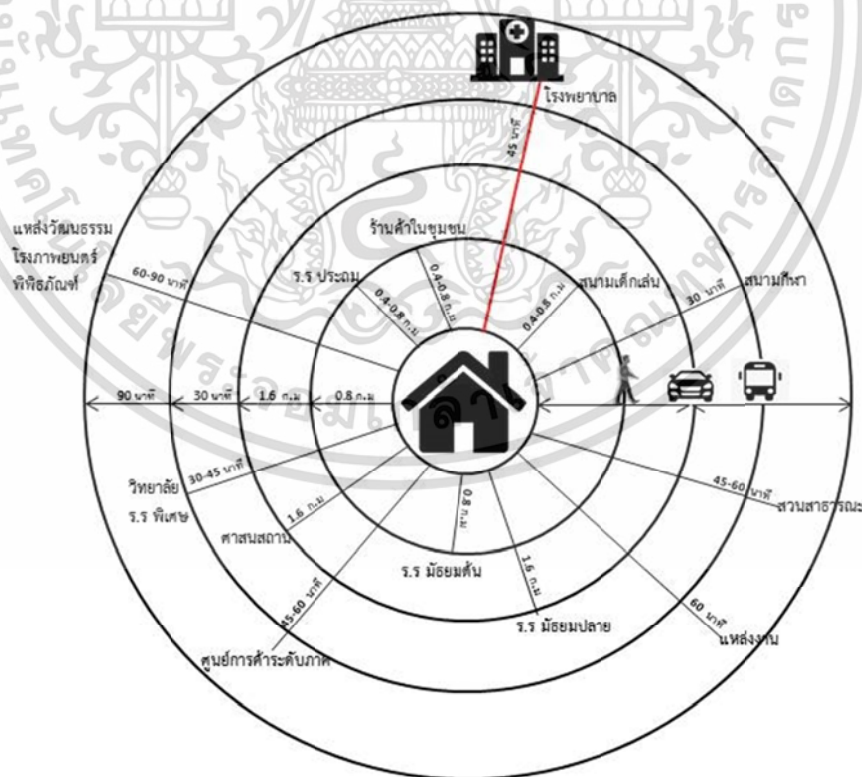 โรงพยาบาล
45 นาที
แหล่งวัฒนธรรม
โรงภาพยนตร์
พิพิธภัณฑ์
60-90 นาที
ร้านค้าในชุมชน
0.4-0.8 ก.ม
ร.ร ประถม
0.4-0.8 ก.ม
สนามเด็กเล่น
0.4-0.8 ก.ม
สนามกีฬา
30 นาที
90 นาที
30 นาที
1.6 ก.ม
0.8 ก.ม
วิทยาลัย
ร.ร พิเศษ
30-45 นาที
ศาสนสถาน
1.6 ก.ม
0.8 ก.ม
ร.ร มัธยมต้น
1.6 ก.ม
ร.ร มัธยมปลาย
45-60 นาที
สวนสาธารณะ
60 นาที
แหล่งงาน
45-60 นาที
ศูนย์การค้าระดับภาค